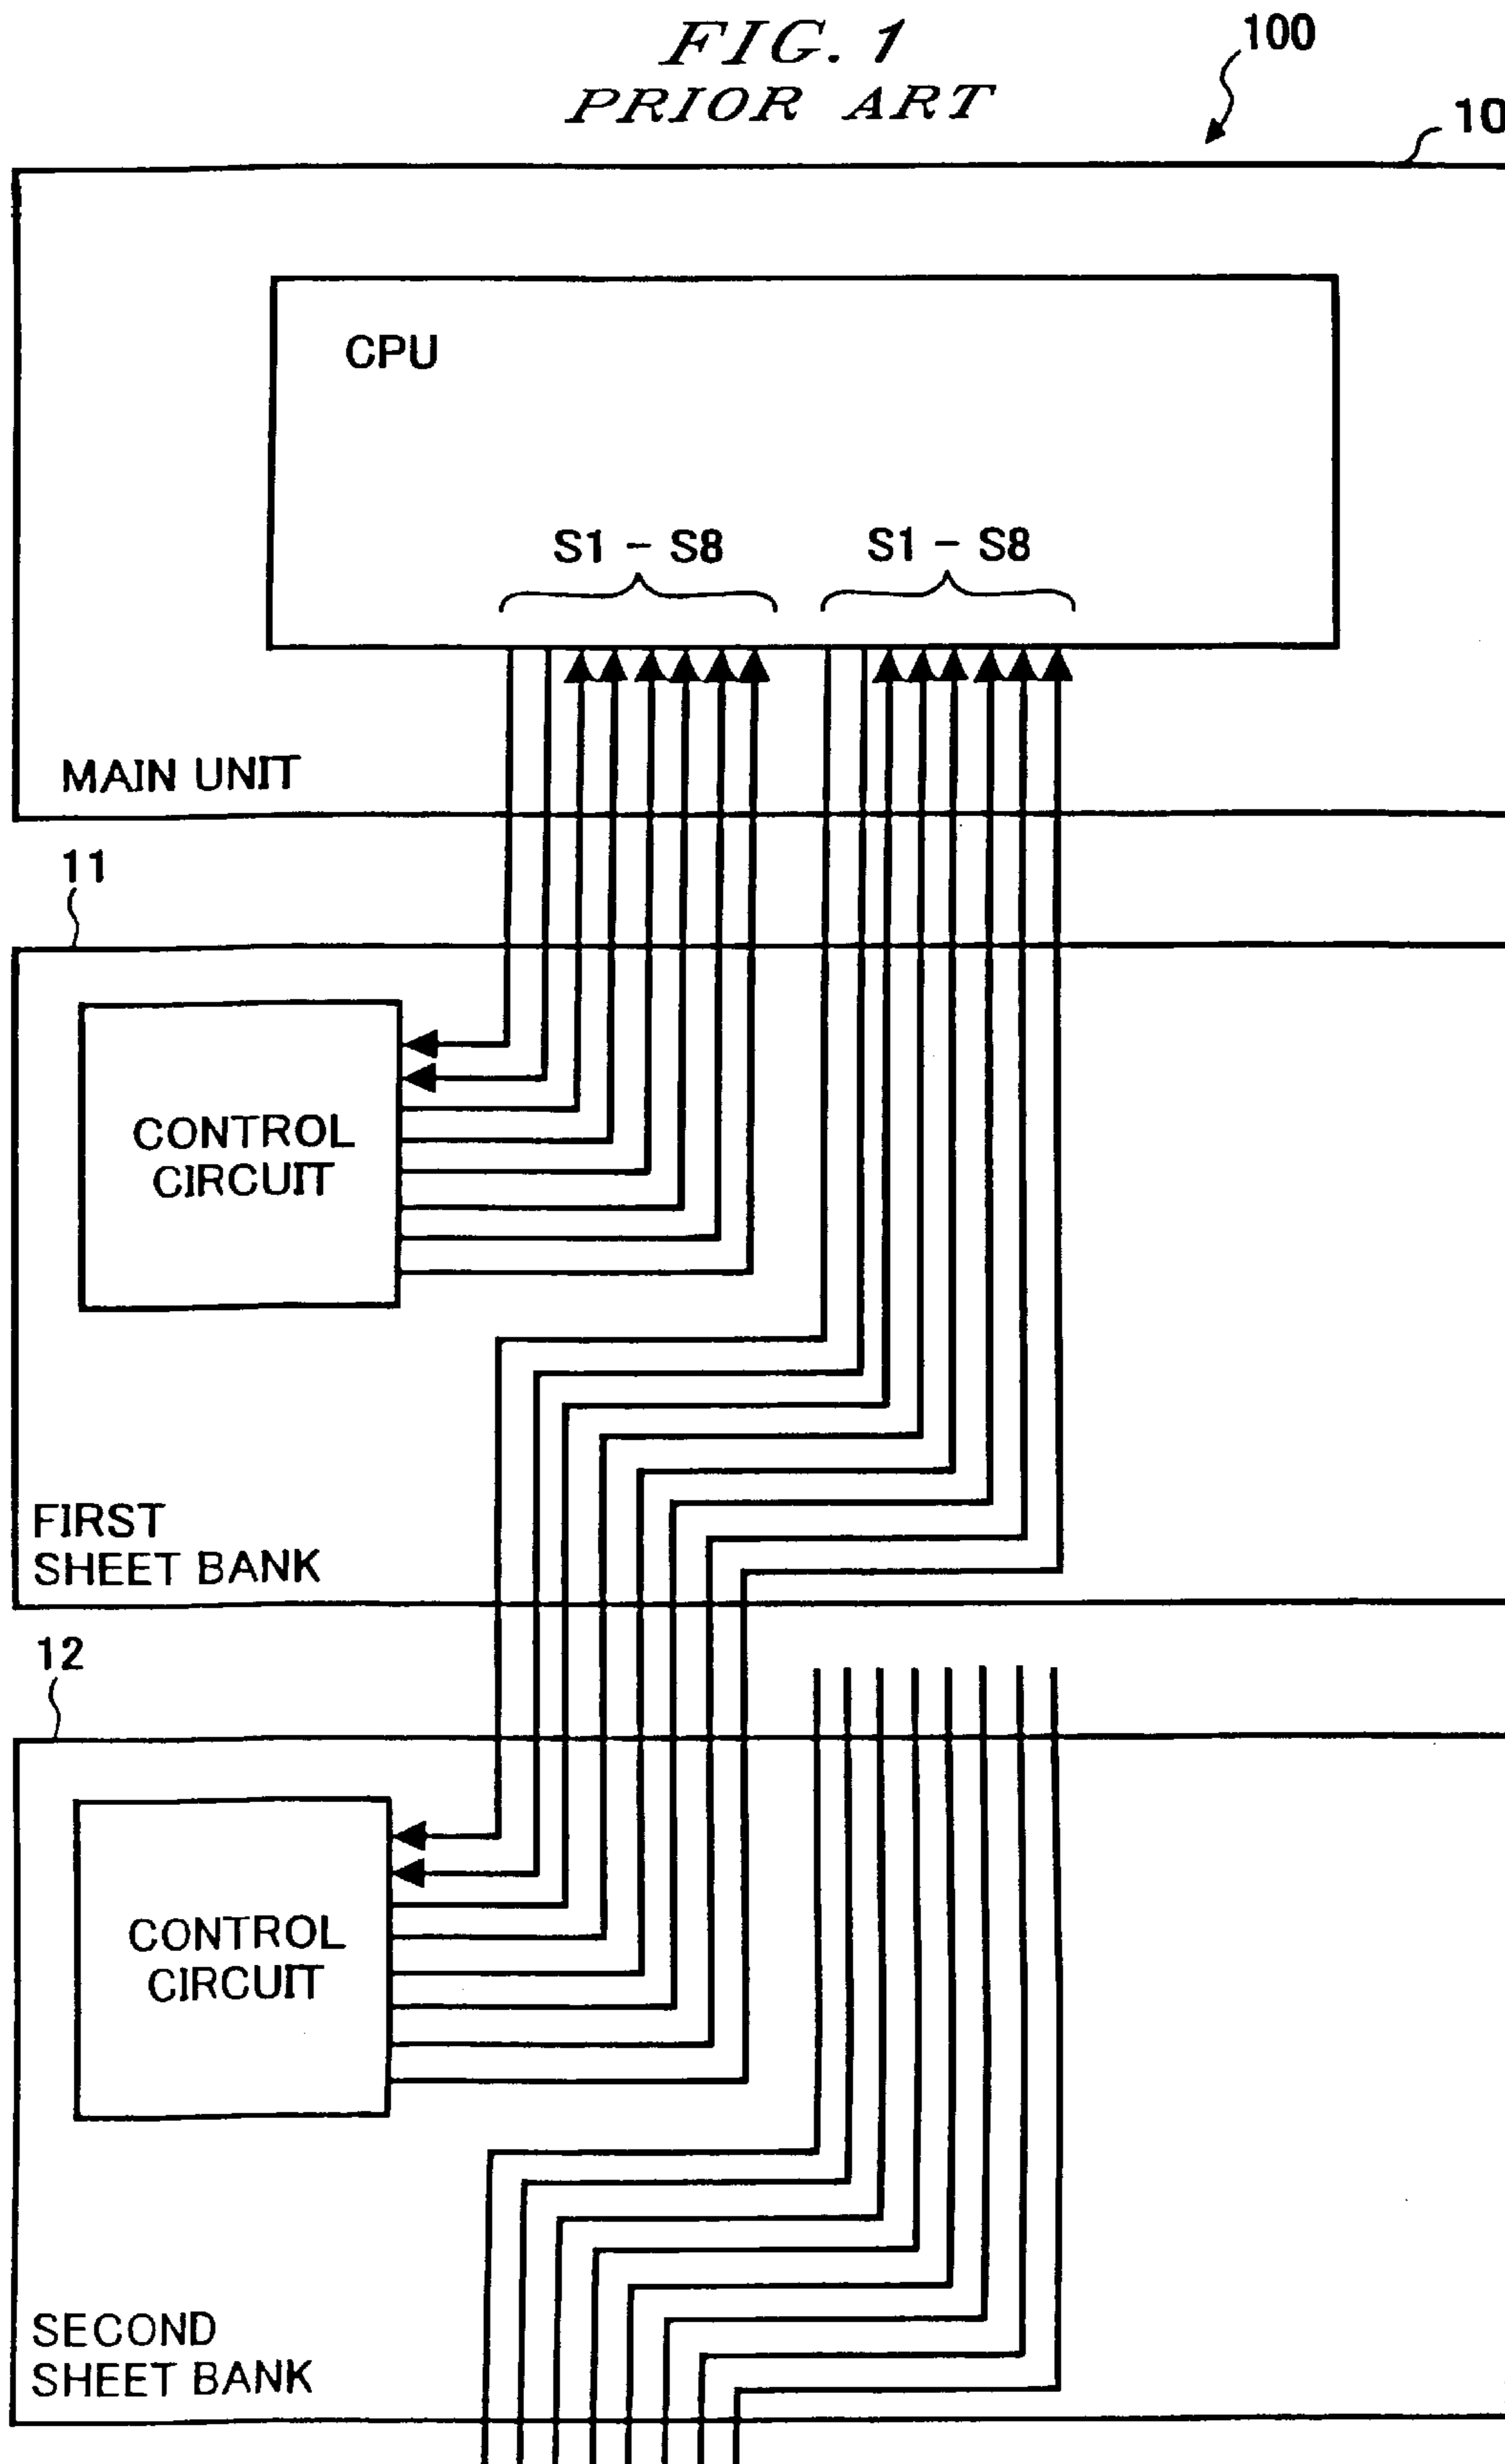 FIG. 1
PRIOR ART
100
10
CPU
S1 – S8
S1 – S8
MAIN UNIT
11
CONTROL
CIRCUIT
FIRST
SHEET BANK
12
CONTROL
CIRCUIT
SECOND
SHEET BANK